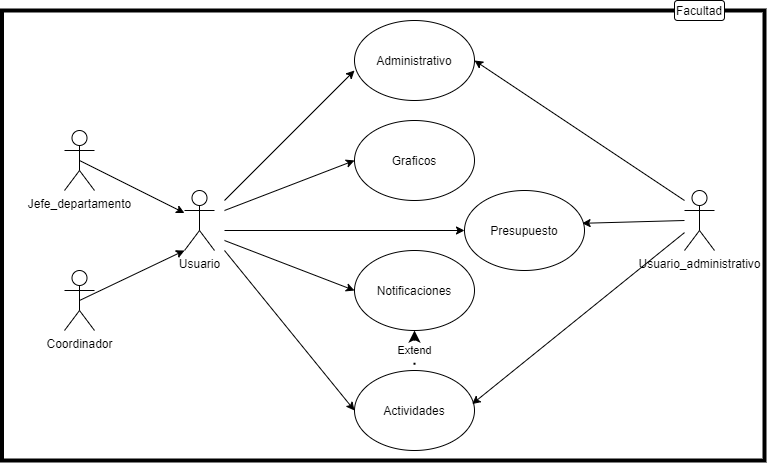 Facultad
Administrativo
Graficos
Jefe_departamento
Presupuesto
Usuario
Usuario_administrativo
Notificaciones
Coordinador
Extend
Actividades